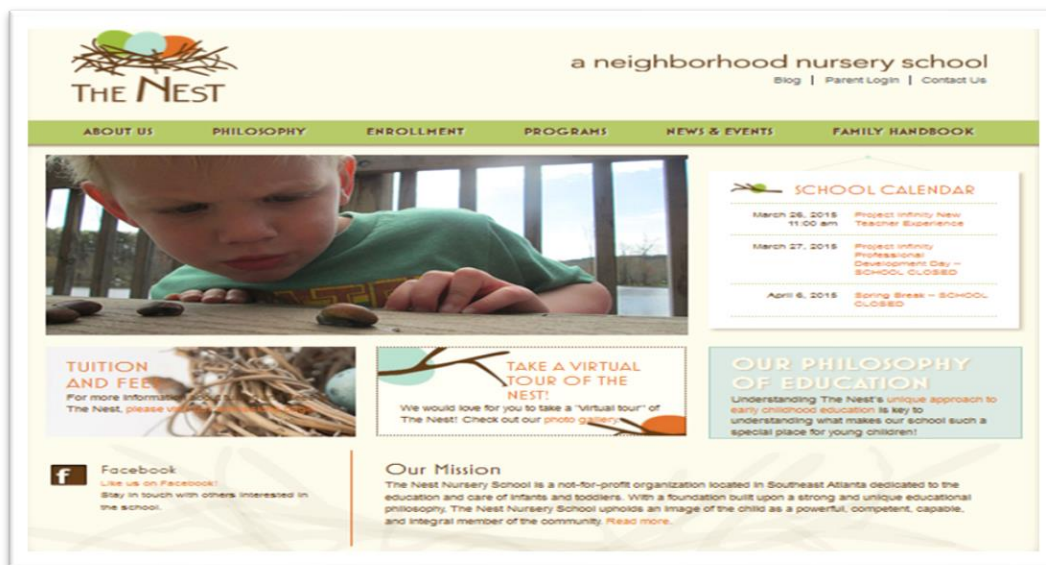 THE NEST
a neighborhood nursery school
Blog | Parent Login | Contact Us
ABOUT US PHILOSOPHY ENROLLMENT PROGRAMS NEWS & EVENTS FAMILY HANDBOOK
SCHOOL CALENDAR
March 26, 2015 Project Infinity New
11:00 am Teacher Experience
March 27, 2015 Project Infinity
Professional
Development Day –
SCHOOL CLOSED
April 6, 2015 Spring Break – SCHOOL
CLOSED
TUITION
AND FEES
For more information about
The Nest, please
TAKE A VIRTUAL
TOUR OF THE
NEST!
We would love for you to take a "virtual tour" of
The Nest! Check out our photo gallery.
OUR PHILOSOPHY
OF EDUCATION
Understanding The Nest's unique approach to
early childhood education is key to
understanding what makes our school such a
special place for young children!
f
Facebook
Like us on Facebook!
Stay in touch with others interested in
the school.
Our Mission
The Nest Nursery School is a not-for-profit organization located in Southeast Atlanta dedicated to the
education and care of infants and toddlers. With a foundation built upon a strong and unique educational
philosophy, The Nest Nursery School upholds an image of the child as a powerful, competent, capable,
and integral member of the community. Read more.